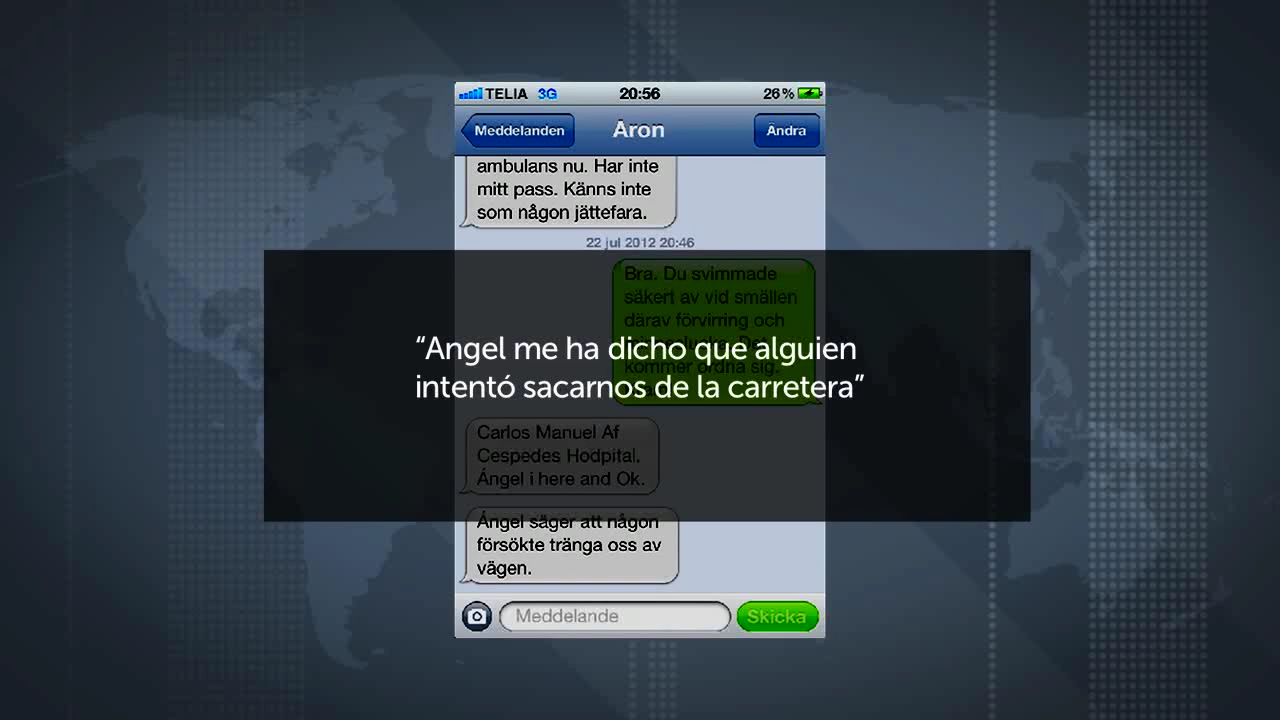 TELIA 3G 20:56 26%
Meddelanden Aron Ändra
ambulans nu. Har inte
mitt pass. Känns inte
som någon jättefara.
22 jul 2012 20:46
Bra. Du svimmade
säkert av vid smällen
därav förvirring och
kommer ordna sig.
“Angel me ha dicho que alguien
intentó sacarnos de la carretera”
Carlos Manuel Af
Cespedes Hodpital.
Ángel i here and Ok.
Ángel säger att någon
försökte tränga oss av
vägen.
Meddelande Skicka